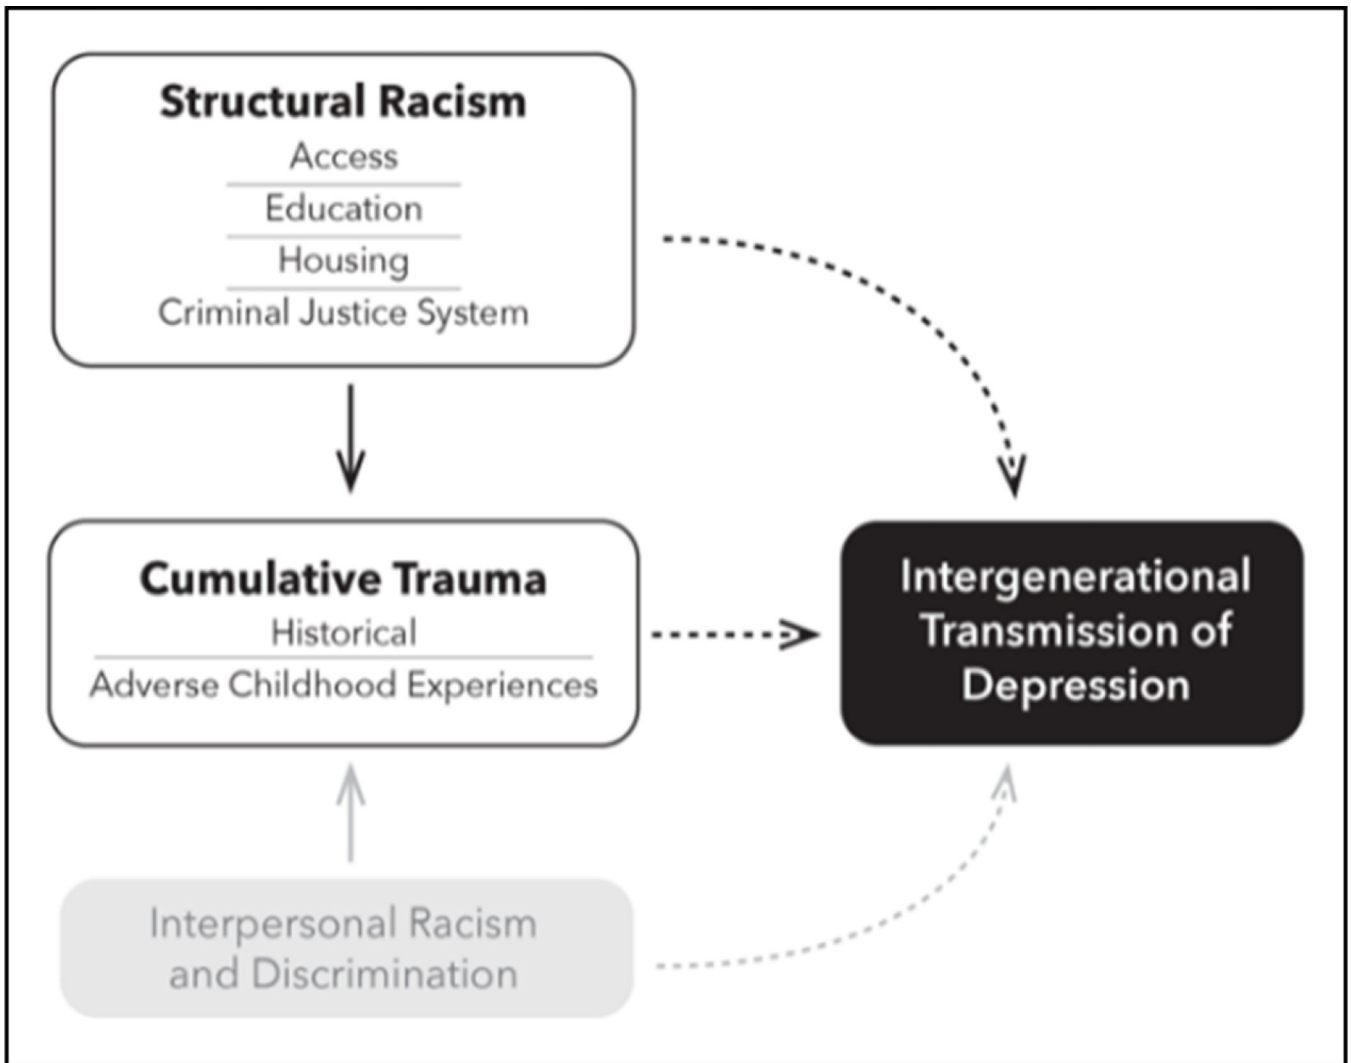 Structural Racism
Access
Education
Housing
Criminal Justice System
Cumulative Trauma
Historical
Adverse Childhood Experiences
Intergenerational
Transmission of
Depression
Interpersonal Racism
and Discrimination